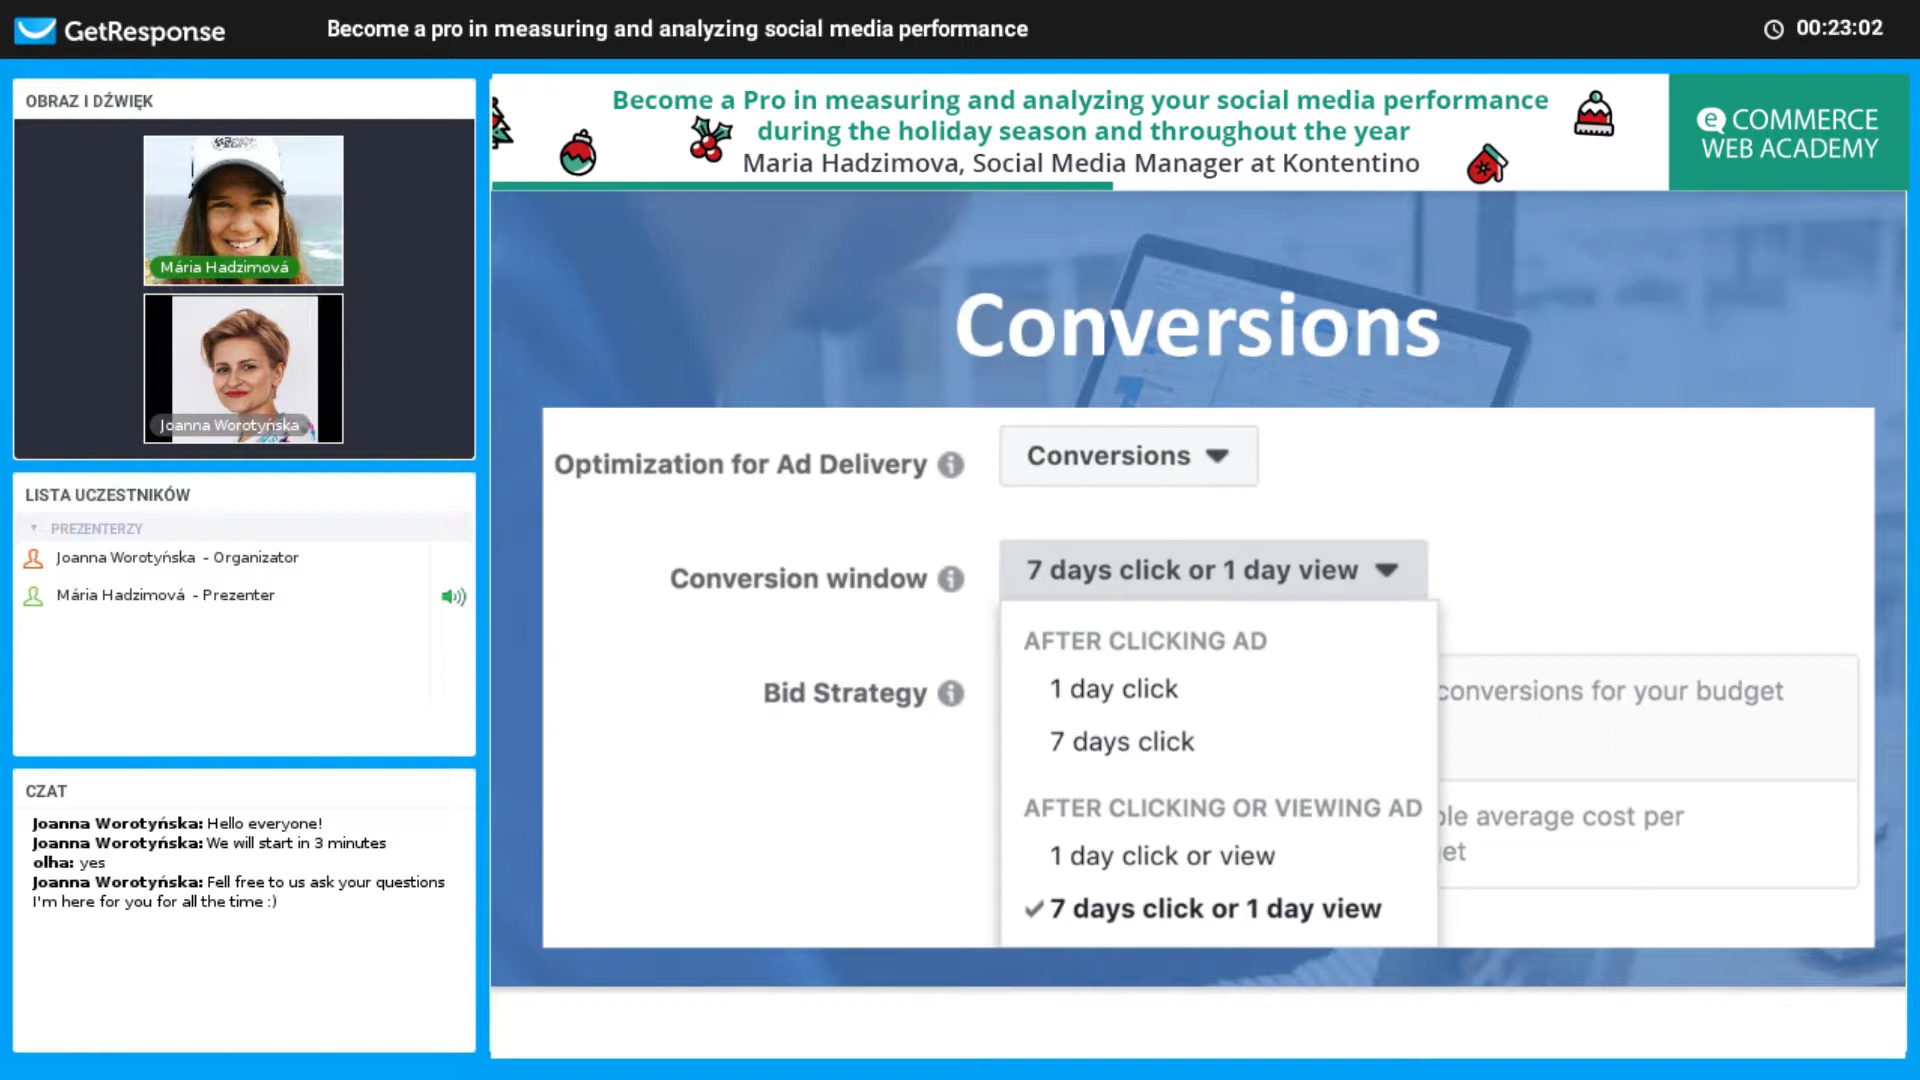 GetResponse
Become a pro in measuring and analyzing social media performance
00:23:02
OBRAZ I DŹWIĘK
Mária Hadzimová
Joanna Worotyńska
LISTA UCZESTNIKÓW
PREZENTERZY
Joanna Worotyńska - Organizator
Mária Hadzimová - Prezenter
CZAT
Joanna Worotyńska: Hello everyone!
Joanna Worotyńska: We will start in 3 minutes
olha: yes
Joanna Worotyńska: Fell free to us ask your questions
I'm here for you for all the time :)
Become a Pro in measuring and analyzing your social media performance
during the holiday season and throughout the year
Maria Hadzimova, Social Media Manager at Kontentino
e COMMERCE
WEB ACADEMY
Conversions
Optimization for Ad Delivery
Conversions
Conversion window
7 days click or 1 day view
AFTER CLICKING AD
1 day click
7 days click
AFTER CLICKING OR VIEWING AD
1 day click or view
7 days click or 1 day view
Bid Strategy
conversions for your budget
average cost per